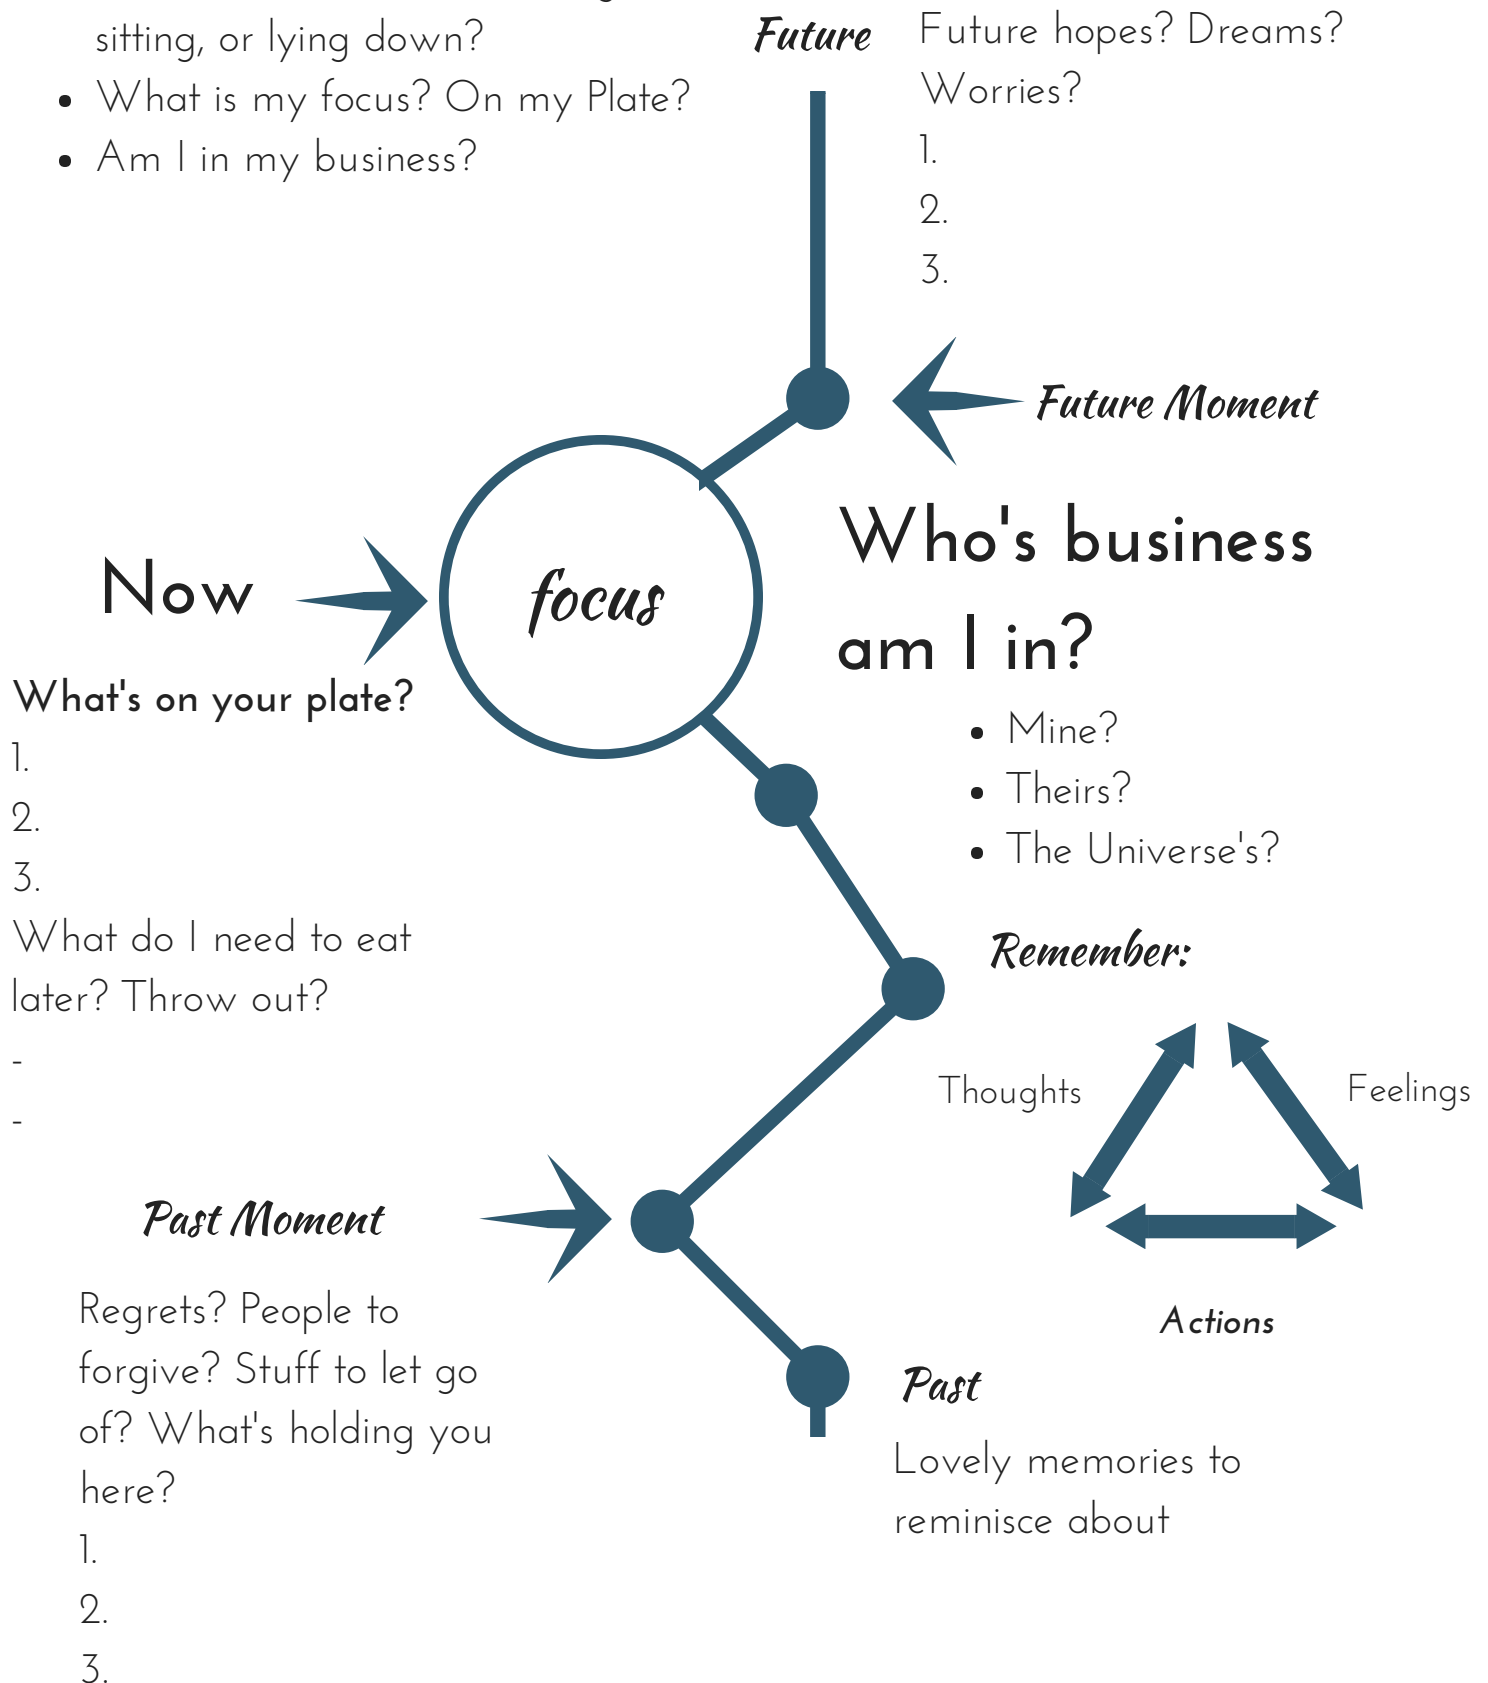 sitting, or lying down?
• What is my focus? On my Plate?
• Am I in my business?
Future
Future hopes? Dreams?
Worries?
1.
2.
3.
Future Moment
Now
focus
Who's business
am I in?
• Mine?
• Theirs?
• The Universe's?
What's on your plate?
1.
2.
3.
What do I need to eat
later? Throw out?
-
-
Remember:
Thoughts
Feelings
Actions
Past Moment
Regrets? People to
forgive? Stuff to let go
of? What's holding you
here?
1.
2.
3.
Past
Lovely memories to
reminisce about